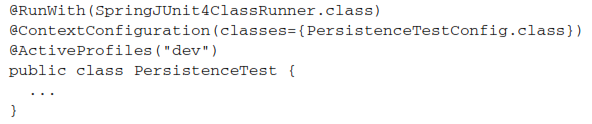 @RunWith(SpringJUnit4ClassRunner.class)
@ContextConfiguration(classes={PersistenceTestConfig.class})
@ActiveProfiles("dev")
public class PersistenceTest {
...
}